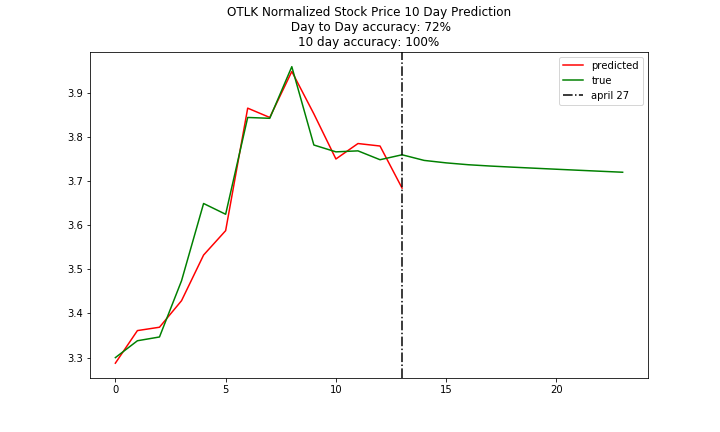 OTLK Normalized Stock Price 10 Day Prediction
Day to Day accuracy: 72%
10 day accuracy: 100%
predicted
true
april 27
3.9
3.8
3.7
3.6
3.5
3.4
3.3
0 5 10 15 20